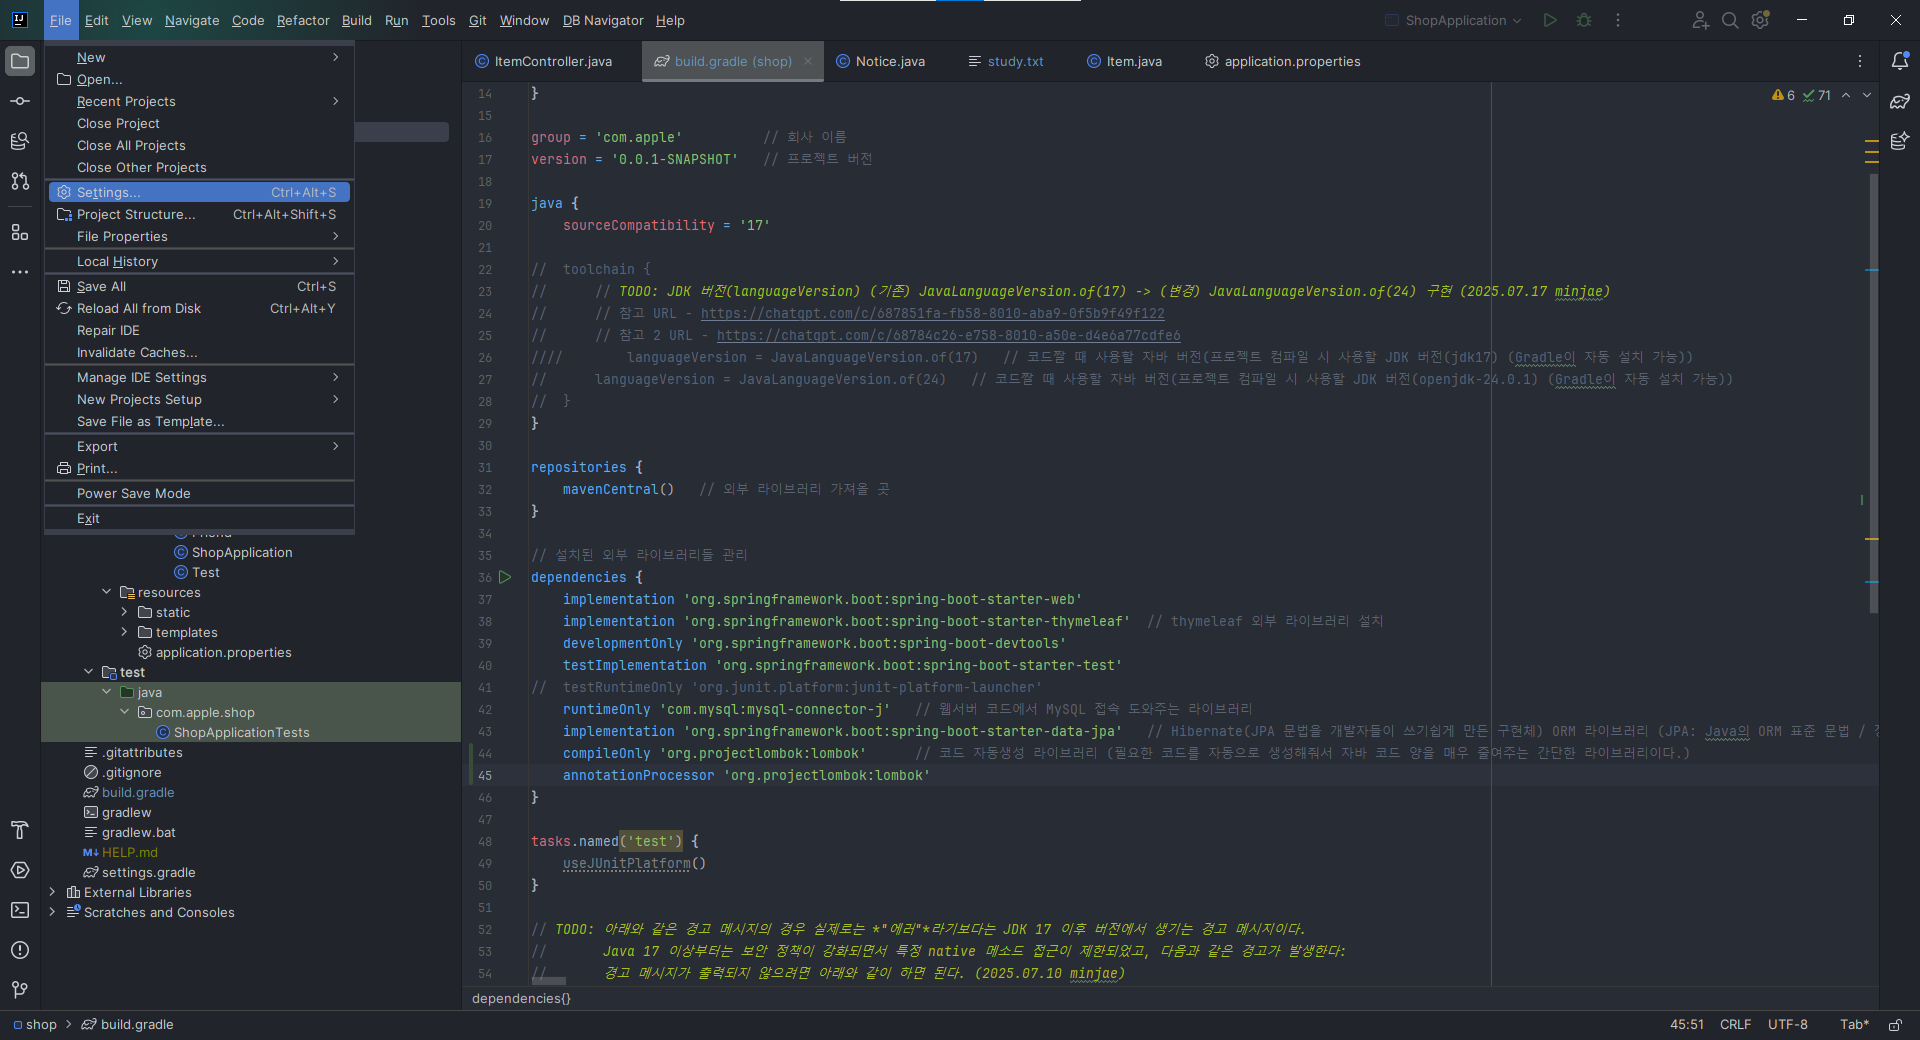 File Edit View Navigate Code Refactor Build Run Tools Git Window DB Navigator Help
ShopApplication
New
Open...
Recent Projects
Close Project
Close All Projects
Close Other Projects
Settings... Ctrl+Alt+S
Project Structure... Ctrl+Alt+Shift+S
File Properties
Local History
Save All Ctrl+S
Reload All from Disk Ctrl+Alt+Y
Repair IDE
Invalidate Caches...
Manage IDE Settings
New Projects Setup
Save File as Template...
Export
Print...
Power Save Mode
Exit
Friend
ShopApplication
Test
resources
static
templates
application.properties
test
java
com.apple.shop
ShopApplicationTests
.gitattributes
.gitignore
build.gradle
gradlew
gradlew.bat
HELP.md
settings.gradle
External Libraries
Scratches and Consoles
ItemController.java build.gradle (shop) Notice.java study.txt Item.java application.properties
6 71
14 }
15
16 group = 'com.apple' // 회사 이름
17 version = '0.0.1-SNAPSHOT' // 프로젝트 버전
18
19 java {
20 sourceCompatibility = '17'
21
22 // toolchain {
23 // // TODO: JDK 버전(languageVersion) (기존) JavaLanguageVersion.of(17) -> (변경) JavaLanguageVersion.of(24) 구현 (2025.07.17 minjae)
24 // // 참고 URL - https://chatgpt.com/c/687851fa-fb58-8010-aba9-0f5b9f49f122
25 // // 참고 2 URL - https://chatgpt.com/c/68784c26-e758-8010-a50e-d4e6a77cdfe6
26 //// languageVersion = JavaLanguageVersion.of(17) // 코드짤 때 사용할 자바 버전(프로젝트 컴파일 시 사용할 JDK 버전(jdk17) (Gradle이 자동 설치 가능))
27 // languageVersion = JavaLanguageVersion.of(24) // 코드짤 때 사용할 자바 버전(프로젝트 컴파일 시 사용할 JDK 버전(openjdk-24.0.1) (Gradle이 자동 설치 가능))
28 // }
29 }
30
31 repositories {
32 mavenCentral() // 외부 라이브러리 가져올 곳
33 }
34
35 // 설치된 외부 라이브러리들 관리
36 dependencies {
37 implementation 'org.springframework.boot:spring-boot-starter-web'
38 implementation 'org.springframework.boot:spring-boot-starter-thymeleaf' // thymeleaf 외부 라이브러리 설치
39 developmentOnly 'org.springframework.boot:spring-boot-devtools'
40 testImplementation 'org.springframework.boot:spring-boot-starter-test'
41 // testRuntimeOnly 'org.junit.platform:junit-platform-launcher'
42 runtimeOnly 'com.mysql:mysql-connector-j' // 웹서버 코드에서 MySQL 접속 도와주는 라이브러리
43 implementation 'org.springframework.boot:spring-boot-starter-data-jpa' // Hibernate(JPA 문법을 개발자들이 쓰기쉽게 만든 구현체) ORM 라이브러리 (JPA: Java의 ORM 표준 문법 /
44 compileOnly 'org.projectlombok:lombok' // 코드 자동생성 라이브러리 (필요한 코드를 자동으로 생성해줘서 자바 코드 양을 매우 줄여주는 간단한 라이브러리이다.)
45 annotationProcessor 'org.projectlombok:lombok'
46 }
47
48 tasks.named('test') {
49 useJUnitPlatform()
50 }
51
52 // TODO: 아래와 같은 경고 메시지의 경우 실제로는 *"에러"*라기보다는 JDK 17 이후 버전에서 생기는 경고 메시지이다.
53 // Java 17 이상부터는 보안 정책이 강화되면서 특정 native 메소드 접근이 제한되었고, 다음과 같은 경고가 발생한다:
54 // 경고 메시지가 출력되지 않으려면 아래와 같이 하면 된다. (2025.07.10 minjae)
dependencies{}
shop > build.gradle
45:51 CRLF UTF-8 Tab*